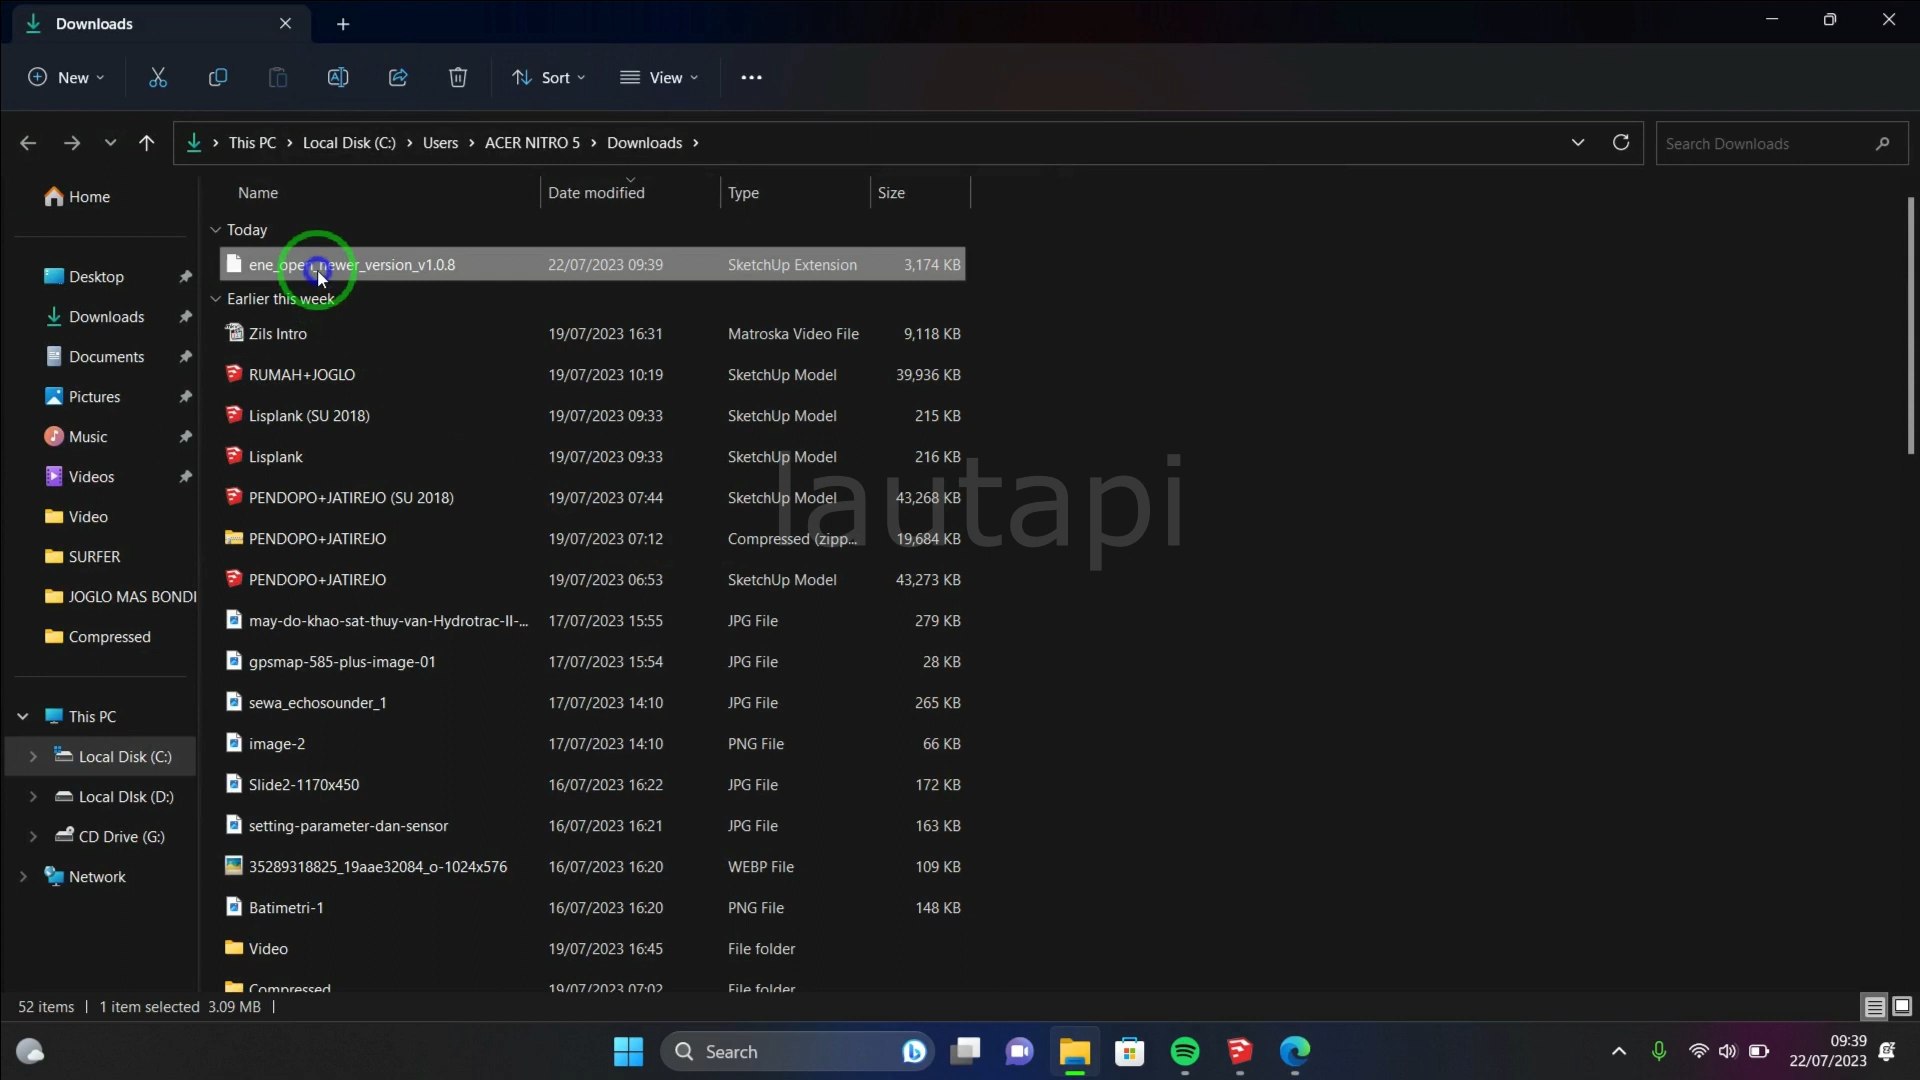 Downloads
New
Sort
View
This PC
Local Disk (C:)
Users
ACER NITRO 5
Downloads
Search Downloads
Home
Desktop
Downloads
Documents
Pictures
Music
Videos
Video
SURFER
JOGLO MAS BONDI
Compressed
This PC
Local Disk (C:)
Local DIsk (D:)
CD Drive (G:)
Network
Name Date modified Type Size
Today
ene_open_newer_version_v1.0.8 22/07/2023 09:39 SketchUp Extension 3,174 KB
Earlier this week
Zils Intro 19/07/2023 16:31 Matroska Video File 9,118 KB
RUMAH+JOGLO 19/07/2023 10:19 SketchUp Model 39,936 KB
Lisplank (SU 2018) 19/07/2023 09:33 SketchUp Model 215 KB
Lisplank 19/07/2023 09:33 SketchUp Model 216 KB
PENDOPO+JATIREJO (SU 2018) 19/07/2023 07:44 SketchUp Model 43,268 KB
PENDOPO+JATIREJO 19/07/2023 07:12 Compressed (zipp... 19,684 KB
PENDOPO+JATIREJO 19/07/2023 06:53 SketchUp Model 43,273 KB
may-do-khao-sat-thuy-van-Hydrotrac-II-... 17/07/2023 15:55 JPG File 279 KB
gpsmap-585-plus-image-01 17/07/2023 15:54 JPG File 28 KB
sewa_echosounder_1 17/07/2023 14:10 JPG File 265 KB
image-2 17/07/2023 14:10 PNG File 66 KB
Slide2-1170x450 16/07/2023 16:22 JPG File 172 KB
setting-parameter-dan-sensor 16/07/2023 16:21 JPG File 163 KB
35289318825_19aae32084_o-1024x576 16/07/2023 16:20 WEBP File 109 KB
Batimetri-1 16/07/2023 16:20 PNG File 148 KB
Video 19/07/2023 16:45 File folder
Compressed 19/07/2023 07:02 File folder
lautapi
52 items 1 item selected 3.09 MB
Search
09:39
22/07/2023